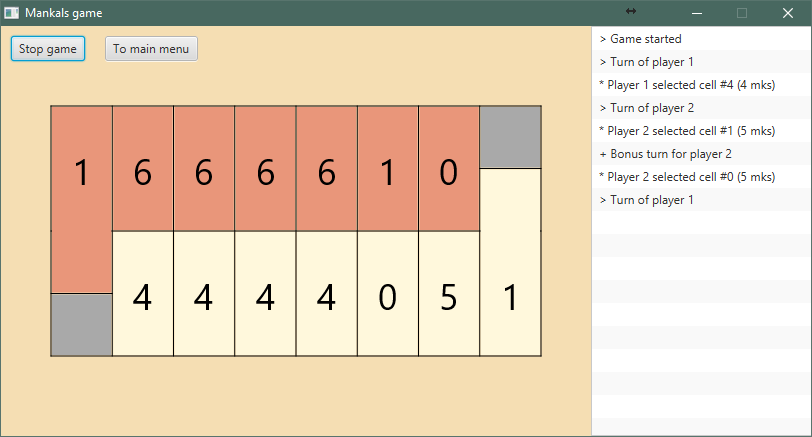 Mankals game
Stop game To main menu
1 6 6 6 6 1 0
4 4 4 4 0 5 1
> Game started
> Turn of player 1
* Player 1 selected cell #4 (4 mks)
> Turn of player 2
* Player 2 selected cell #1 (5 mks)
+ Bonus turn for player 2
* Player 2 selected cell #0 (5 mks)
> Turn of player 1